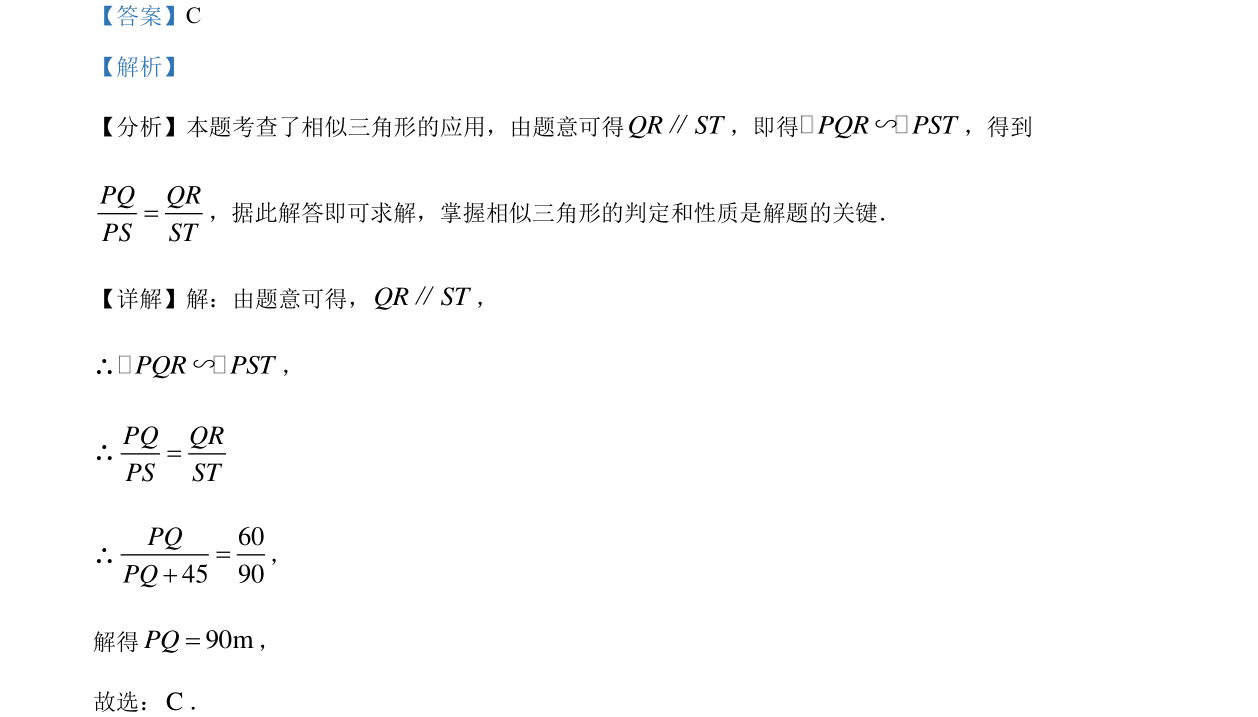 【答案】C
【解析】
【分析】本题考查了相似三角形的应用，由题意可得QR∥ST，即得□PQR∽□PST，得到
PQ/PS=QR/ST，据此解答即可求解，掌握相似三角形的判定和性质是解题的关键．
【详解】解：由题意可得，QR∥ST，
∴□PQR∽□PST，
∴PQ/PS=QR/ST
∴PQ/(PQ+45)=60/90，
解得PQ=90m，
故选：C．